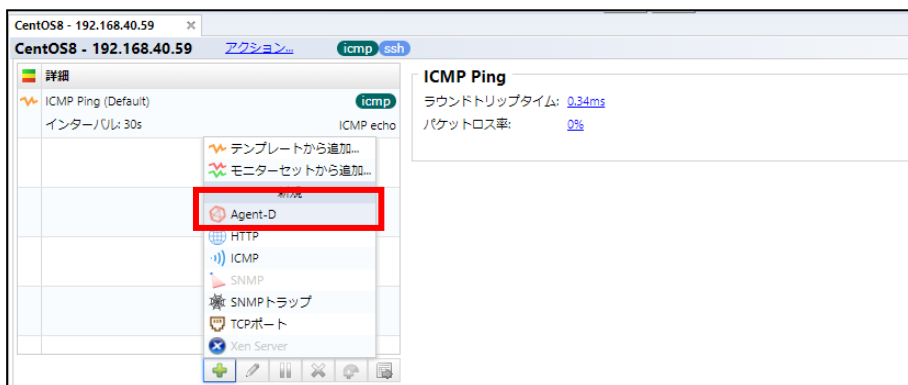 CentOS8 - 192.168.40.59
CentOS8 - 192.168.40.59 アクション... icmp ssh
詳細
ICMP Ping (Default) icmp
インターバル: 30s ICMP echo
ICMP Ping
ラウンドトリップタイム: 0.34ms
パケットロス率: 0%
テンプレートから追加...
モニターセットから追加...
新規
Agent-D
HTTP
ICMP
SNMP
SNMPトラップ
TCPポート
Xen Server